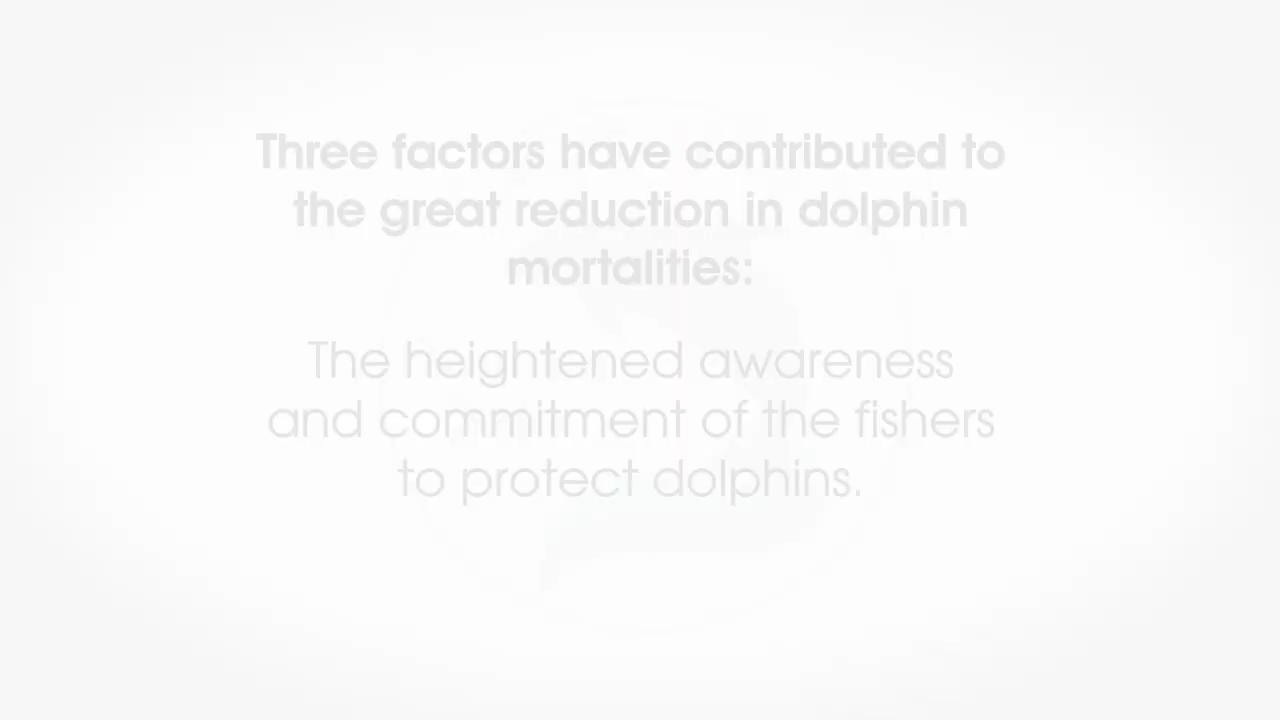 Three factors have contributed to
the great reduction in dolphin
mortalities:
The heightened awareness
and commitment of the fishers
to protect dolphins.